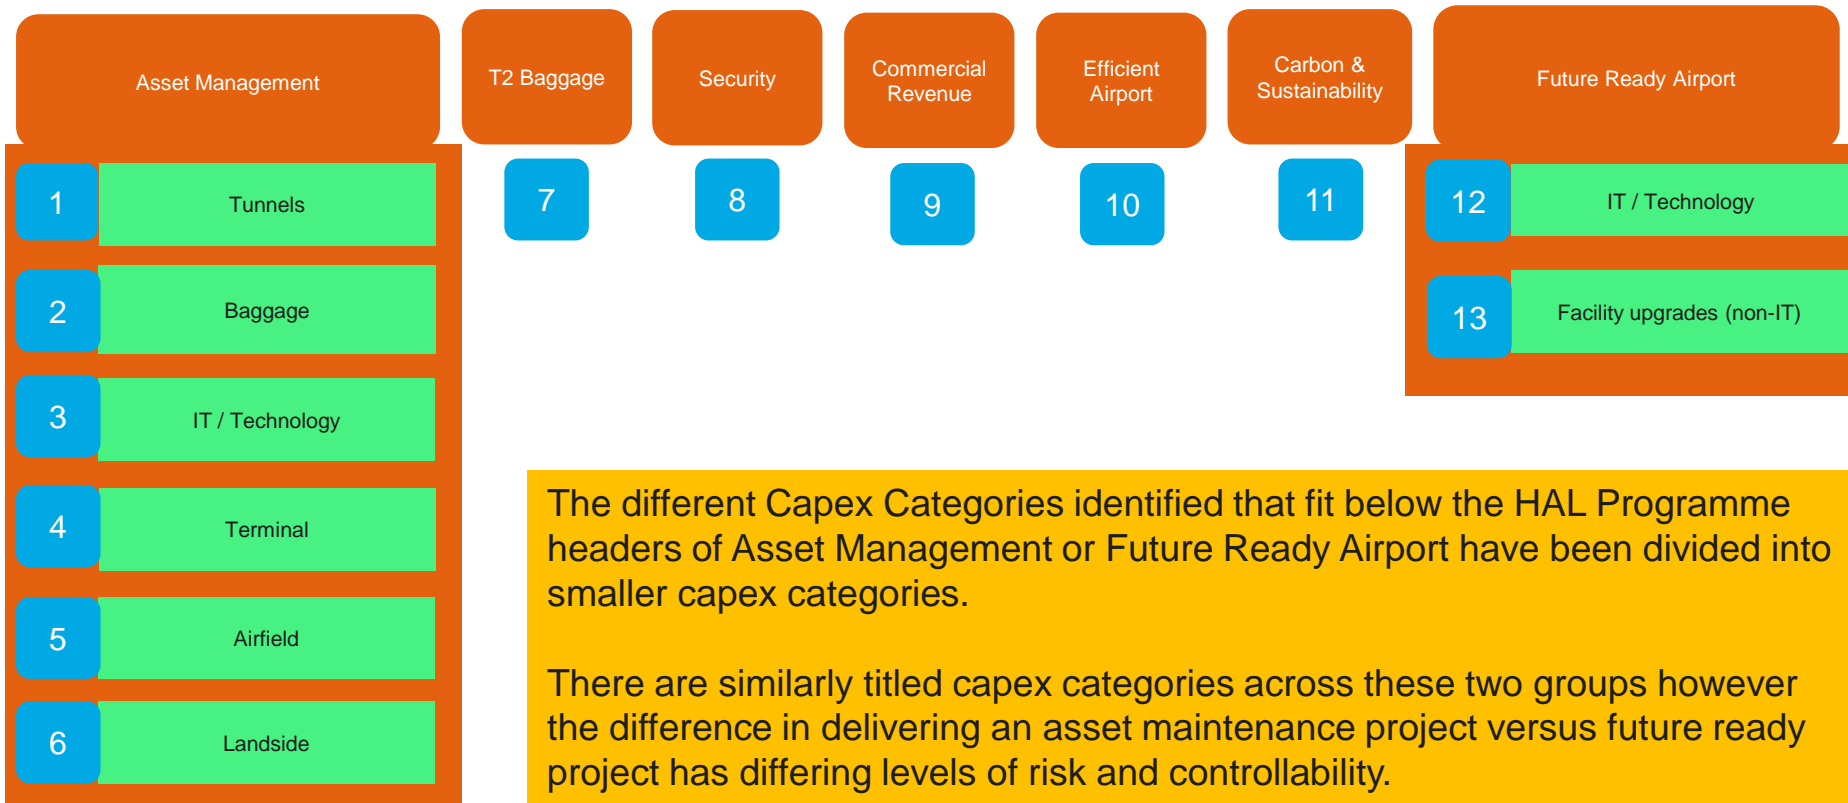 Asset Management
T2 Baggage
Security
Commercial
Revenue
Efficient
Airport
Carbon &
Sustainability
Future Ready Airport
1
Tunnels
2
Baggage
3
IT / Technology
4
Terminal
5
Airfield
6
Landside
7
8
9
10
11
12
IT / Technology
13
Facility upgrades (non-IT)
The different Capex Categories identified that fit below the HAL Programme
headers of Asset Management or Future Ready Airport have been divided into
smaller capex categories.
There are similarly titled capex categories across these two groups however
the difference in delivering an asset maintenance project versus future ready
project has differing levels of risk and controllability.